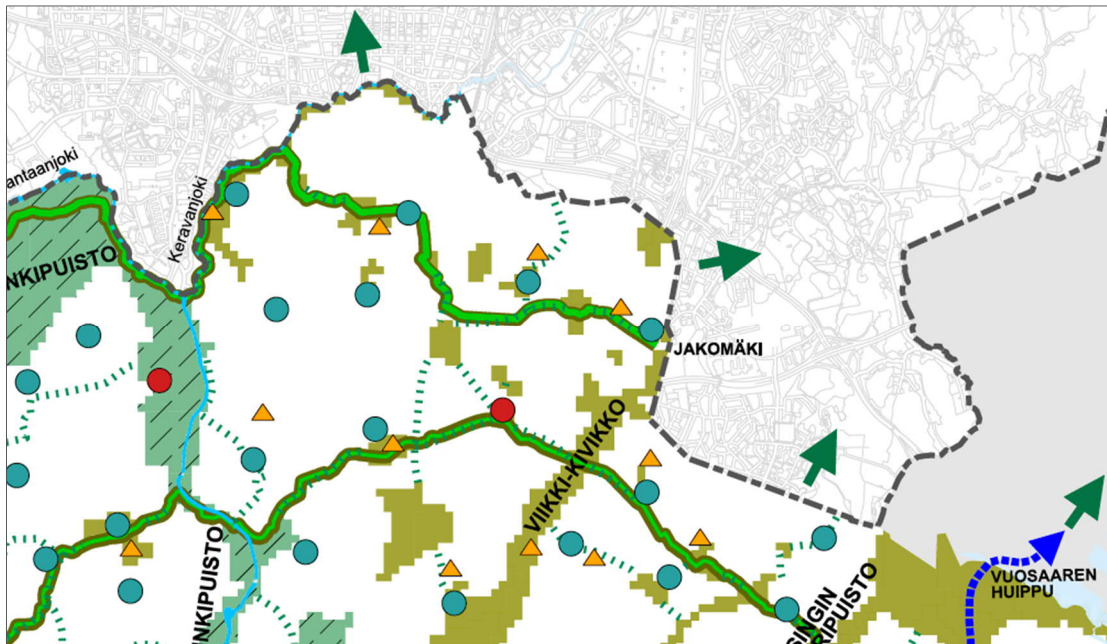 antaanjoki
Keravanjoki
NKIPUISTO
JAKOMÄKI
VIIKKI-KIVIKKO
NKIPUISTO
SINGIN
RIPUISTO
VUOSAAREN
HUIPPU